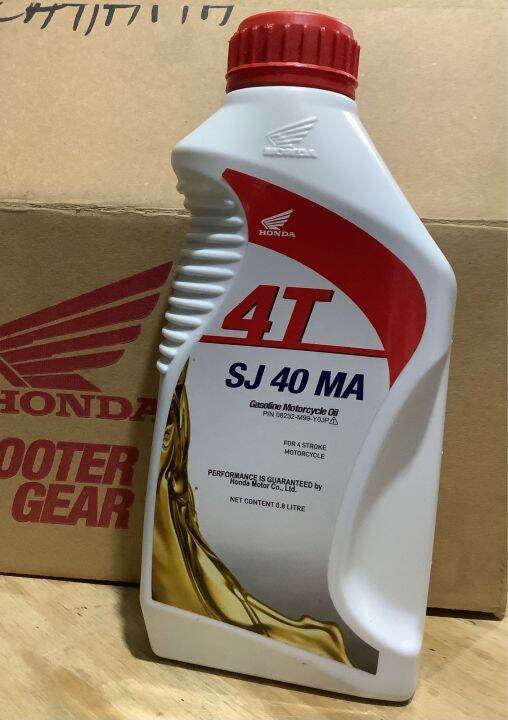 HONDA
HONDA
4T
SJ 40 MA
Gasoline Motorcycle Oil
P/N 08232-M99-Y0JP
FOR 4 STROKE
MOTORCYCLE
PERFORMANCE IS GUARANTEED by
Honda Motor Co., Ltd.
NET CONTENT 0.8 LITRE
HONDA
OOTER
GEAR